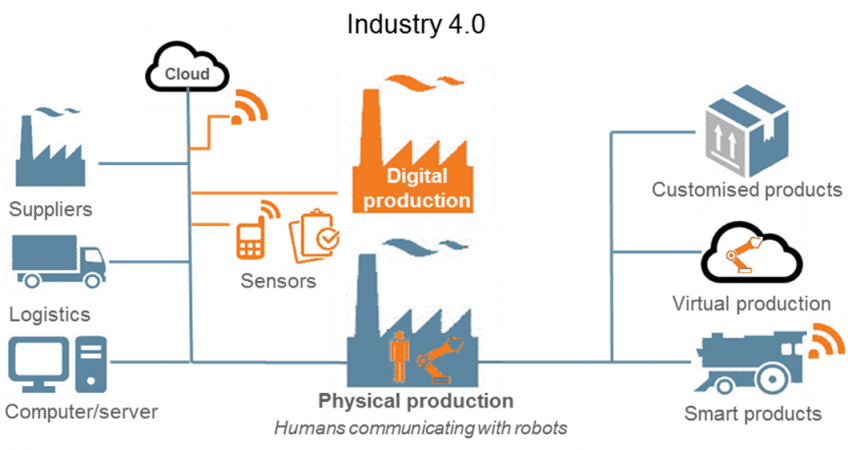 Industry 4.0
Cloud
Suppliers
Logistics
Computer/server
Sensors
Digital
production
Physical production
Humans communicating with robots
Customised products
Virtual production
Smart products